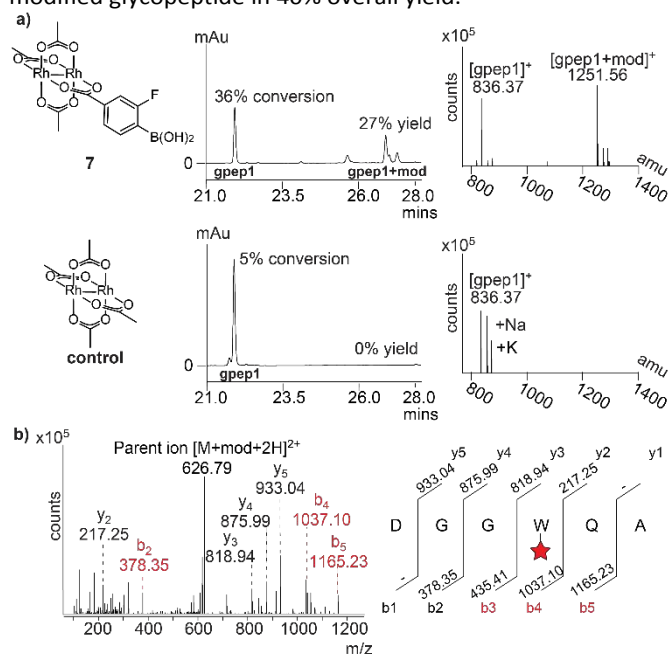 modified glycopeptide in 46% overall yield.
a)
O O
O O
Rh Rh
O O
O O
F
B(OH)2
7
mAu
36% conversion
27% yield
0
gpep1
gpep1+mod
21.0 23.5 26.0 28.0
mins
x10^5
[gpep1+mod]+
[gpep1]+
1251.56
836.37
counts
amu
800 1000 1200 1400
O O
O O
Rh Rh
O O
O O
control
mAu
5% conversion
0% yield
0
gpep1
21.0 23.5 26.0 28.0
mins
x10^5
[gpep1]+
836.37
+Na
+K
counts
amu
800 1000 1200 1400
b)
x10^5
Parent ion [M+mod+2H]2+
626.79
y5
933.04
y4
875.99
y3
818.94
y2
217.25
b2
378.35
b4
1037.10
b5
1165.23
counts
200 400 600 800 1000 1200
m/z
y5 y4 y3 y2 y1
933.04 875.99 818.94 217.25 -
D G G W Q A
- 378.35 435.41 1037.10 1165.23
b1 b2 b3 b4 b5